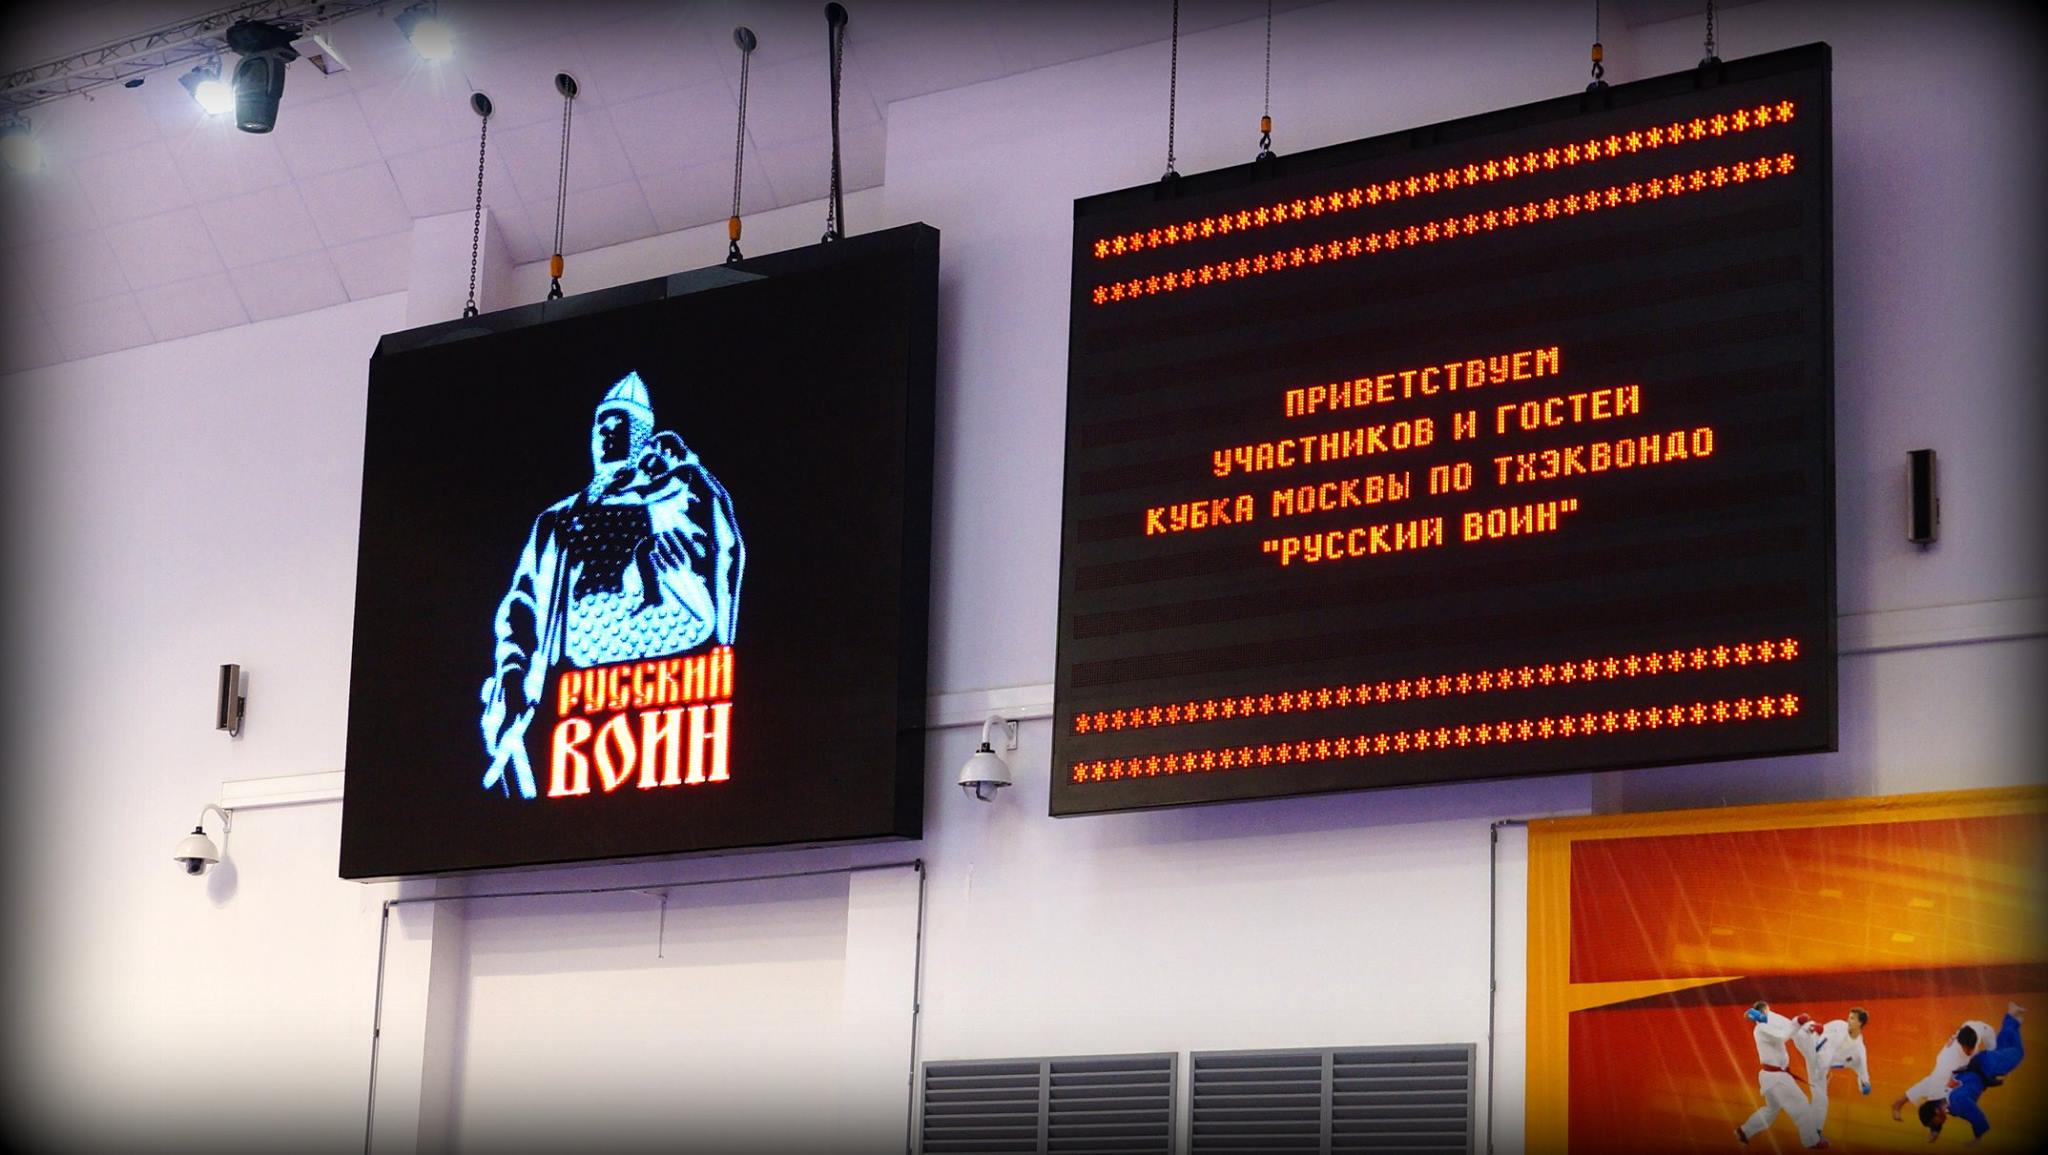 РУССКИЙ
ВОИН
************************************
************************************
ПРИВЕТСТВУЕМ
УЧАСТНИКОВ И ГОСТЕЙ
КУБКА МОСКВЫ ПО ТХЭКВОНДО
"РУССКИЙ ВОИН"
************************************
************************************